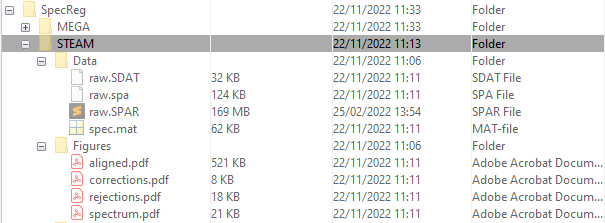 SpecReg 22/11/2022 11:33 Folder
MEGA 22/11/2022 11:33 Folder
STEAM 22/11/2022 11:13 Folder
Data 22/11/2022 11:06 Folder
raw.SDAT 32 KB 22/11/2022 11:11 SDAT File
raw.spa 124 KB 22/11/2022 11:11 SPA File
raw.SPAR 169 MB 25/02/2022 13:54 SPAR File
spec.mat 62 KB 22/11/2022 11:11 MAT-file
Figures 22/11/2022 11:06 Folder
aligned.pdf 521 KB 22/11/2022 11:11 Adobe Acrobat Docum...
corrections.pdf 8 KB 22/11/2022 11:11 Adobe Acrobat Docum...
rejections.pdf 18 KB 22/11/2022 11:11 Adobe Acrobat Docum...
spectrum.pdf 21 KB 22/11/2022 11:11 Adobe Acrobat Docum...